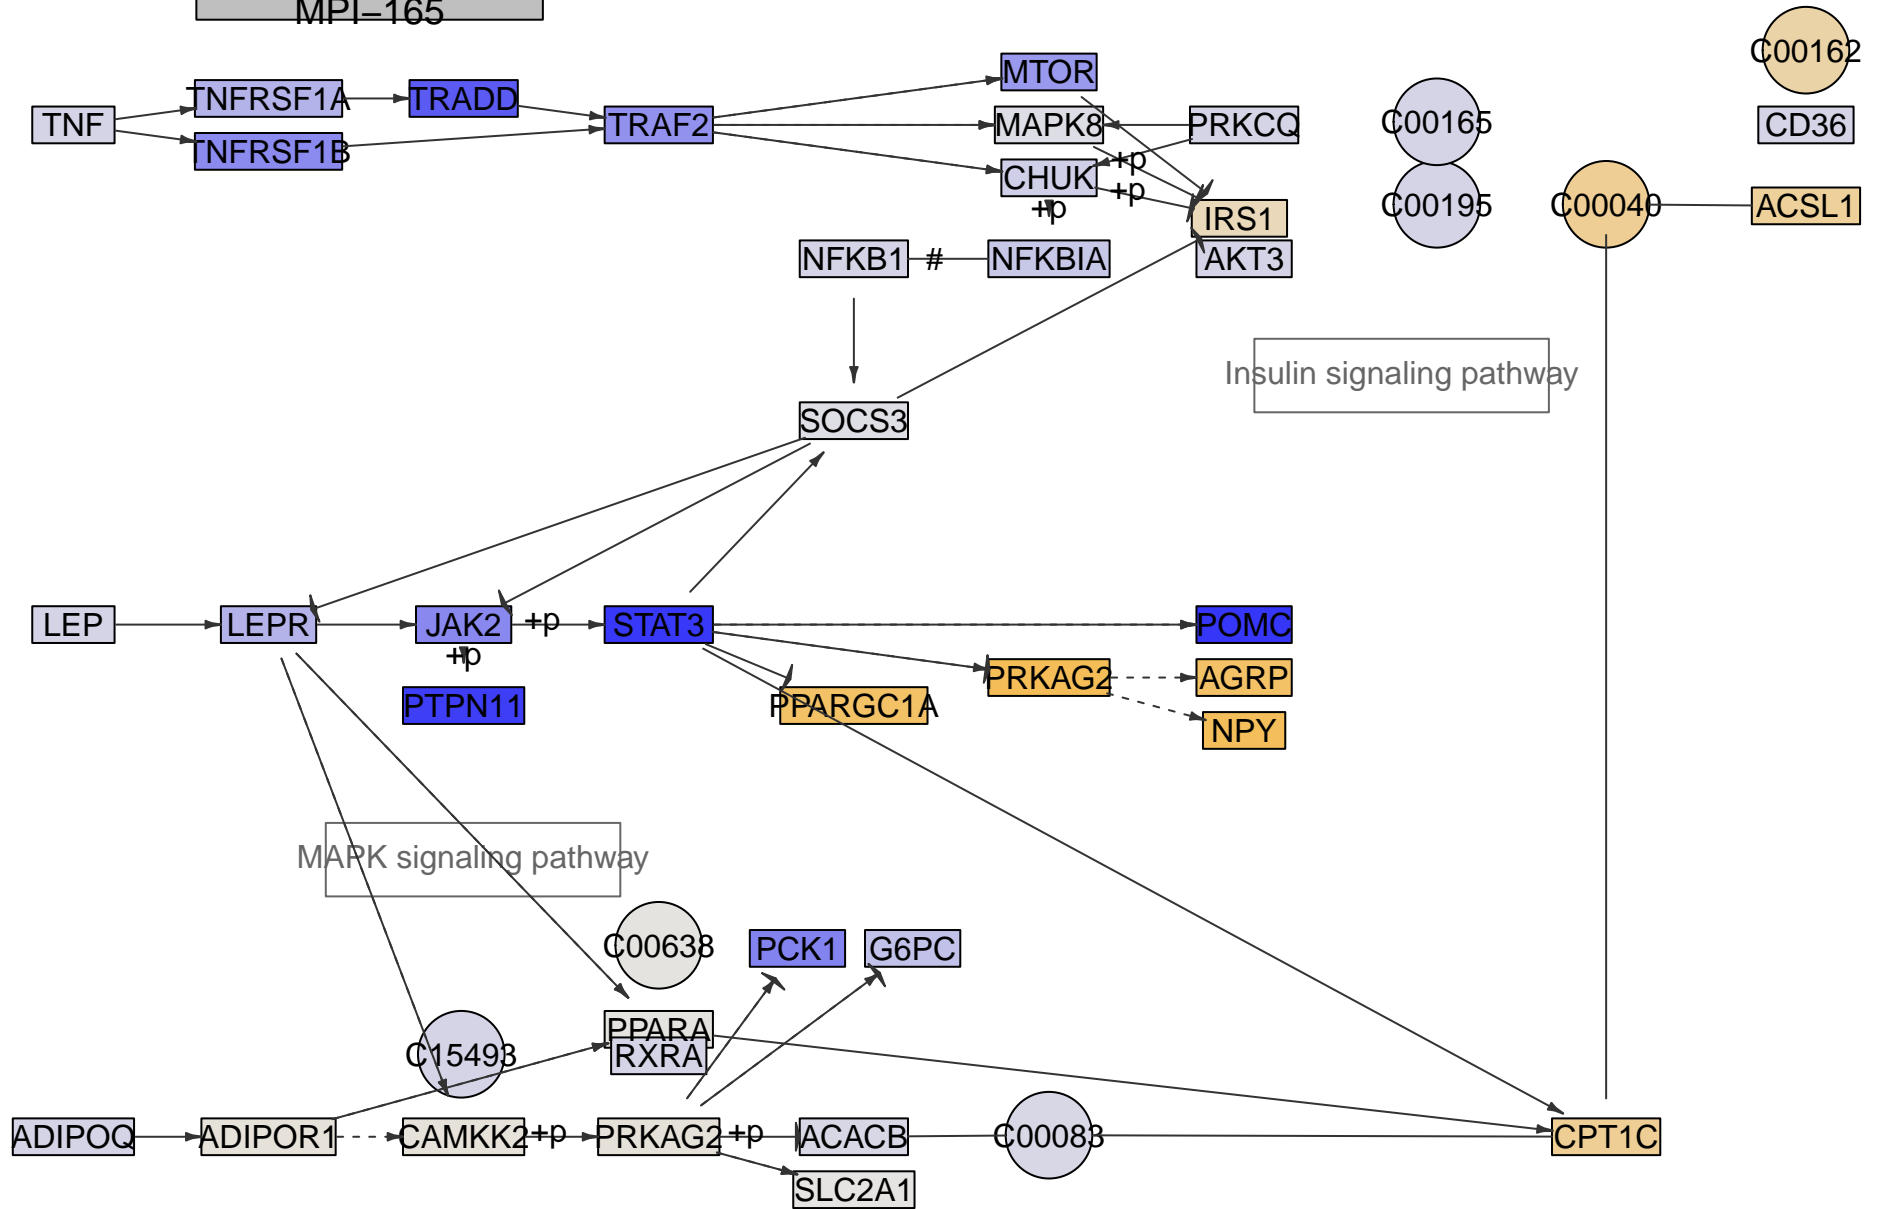 MPI−165
C00162
MTOR
TNFRSF1A
TRADD
TNF
TRAF2
MAPK8
PRKCQ
C00165
CD36
TNFRSF1B
+p
CHUK
+p
+p
IRS1
C00195
C00040
ACSL1
NFKB1
#
NFKBIA
AKT3
Insulin signaling pathway
SOCS3
LEP
LEPR
JAK2
+p
STAT3
POMC
+p
PRKAG2
AGRP
PTPN11
PPARGC1A
NPY
MAPK signaling pathway
C00638
PCK1
G6PC
PPARA
C15493
RXRA
ADIPOQ
ADIPOR1
CAMKK2
+p
PRKAG2
+p
ACACB
C00083
CPT1C
SLC2A1